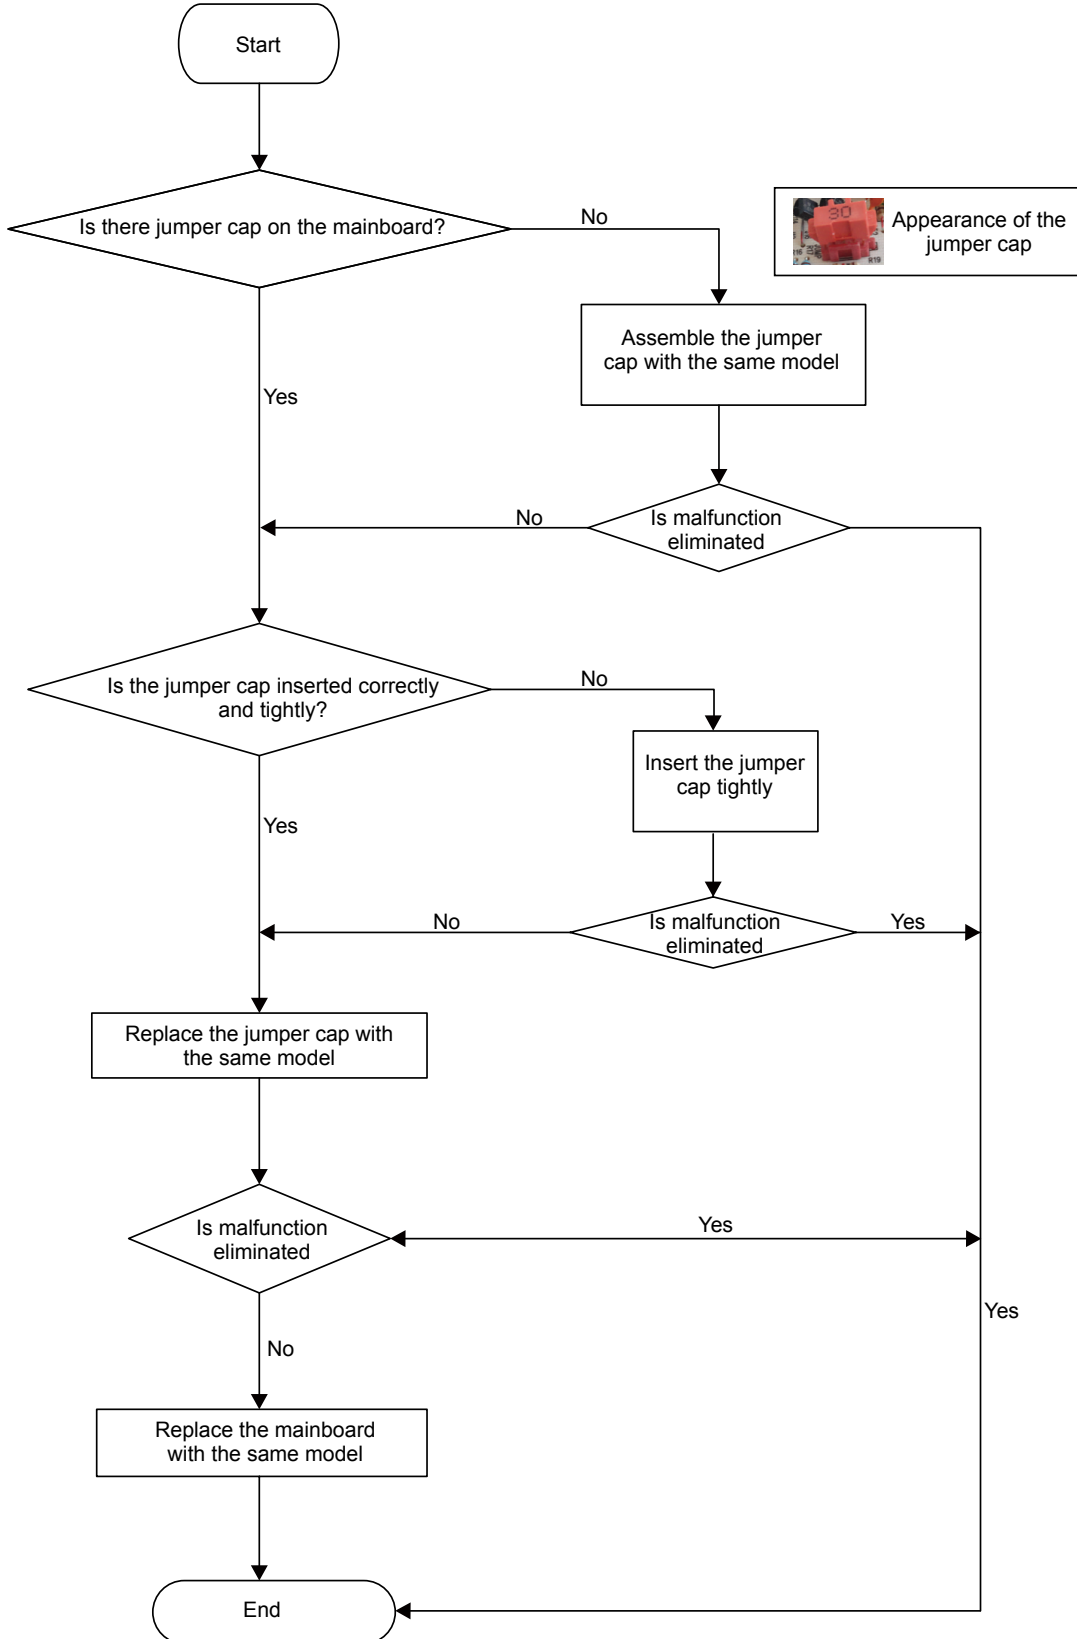 Start
Is there jumper cap on the mainboard?
No
30
Appearance of the
jumper cap
R19
Assemble the jumper
cap with the same model
Yes
No
Is malfunction
eliminated
Is the jumper cap inserted correctly
and tightly?
No
Insert the jumper
cap tightly
Yes
No
Is malfunction
eliminated
Yes
Replace the jumper cap with
the same model
Is malfunction
eliminated
Yes
Yes
No
Replace the mainboard
with the same model
End